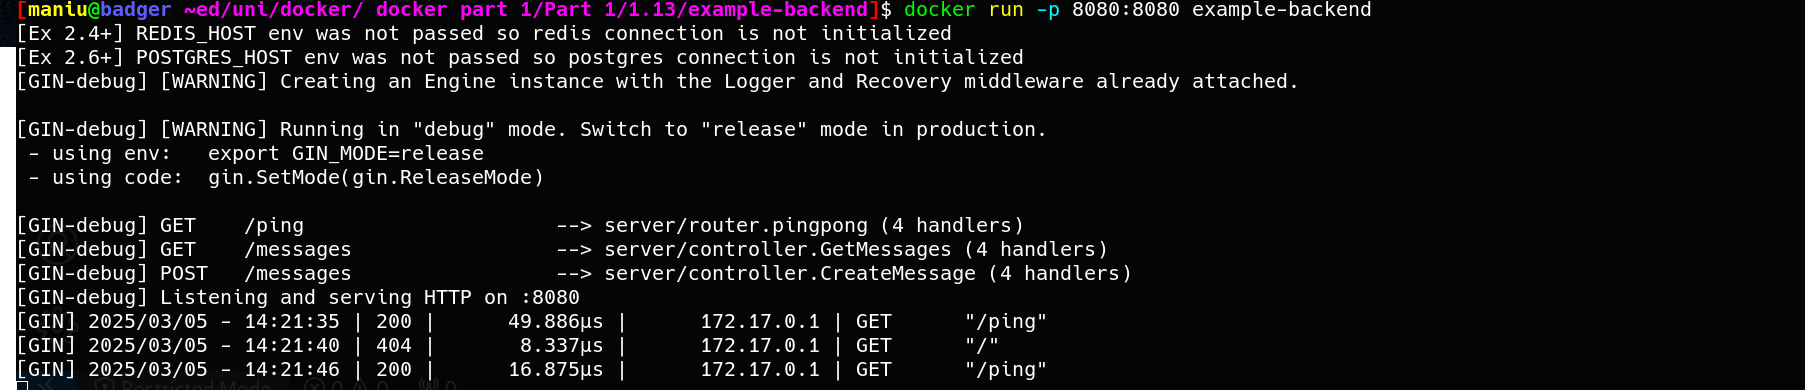 [maniu@badger ~ed/uni/docker/ docker part 1/Part 1/1.13/example-backend]$ docker run -p 8080:8080 example-backend
[Ex 2.4+] REDIS_HOST env was not passed so redis connection is not initialized
[Ex 2.6+] POSTGRES_HOST env was not passed so postgres connection is not initialized
[GIN-debug] [WARNING] Creating an Engine instance with the Logger and Recovery middleware already attached.
[GIN-debug] [WARNING] Running in "debug" mode. Switch to "release" mode in production.
 - using env:   export GIN_MODE=release
 - using code:  gin.SetMode(gin.ReleaseMode)
[GIN-debug] GET    /ping                     --> server/router.pingpong (4 handlers)
[GIN-debug] GET    /messages                 --> server/controller.GetMessages (4 handlers)
[GIN-debug] POST   /messages                 --> server/controller.CreateMessage (4 handlers)
[GIN-debug] Listening and serving HTTP on :8080
[GIN] 2025/03/05 - 14:21:35 | 200 |      49.886µs |      172.17.0.1 | GET      "/ping"
[GIN] 2025/03/05 - 14:21:40 | 404 |       8.337µs |      172.17.0.1 | GET      "/"
[GIN] 2025/03/05 - 14:21:46 | 200 |      16.875µs |      172.17.0.1 | GET      "/ping"
Restricted Mode 0 0 0